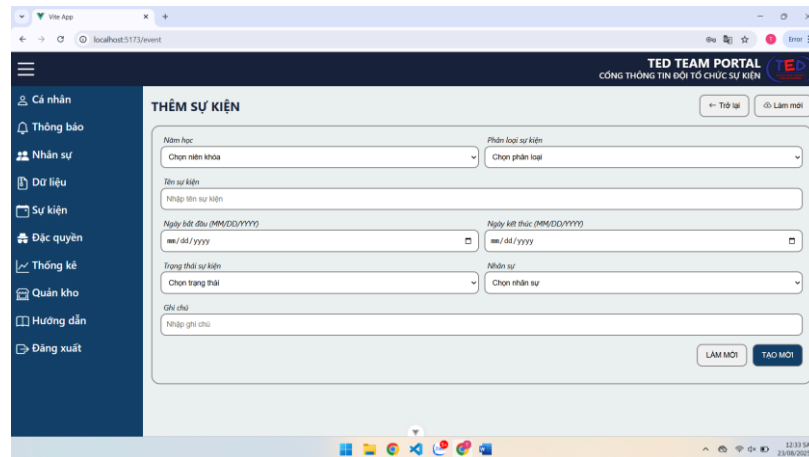 Vite App
localhost:5173/event
Error
TED TEAM PORTAL
CỔNG THÔNG TIN ĐỘI TỔ CHỨC SỰ KIỆN
TED
Cá nhân
Thông báo
Nhân sự
Dữ liệu
Sự kiện
Đặc quyền
Thống kê
Quản kho
Hướng dẫn
Đăng xuất
THÊM SỰ KIỆN
Trở lại
Làm mới
Năm học
Phân loại sự kiện
Chọn niên khóa
Chọn phân loại
Tên sự kiện
Nhập tên sự kiện
Ngày bắt đầu (MM/DD/YYYY)
Ngày kết thúc (MM/DD/YYYY)
mm/dd/yyyy
mm/dd/yyyy
Trạng thái sự kiện
Nhân sự
Chọn trạng thái
Chọn nhân sự
Ghi chú
Nhập ghi chú
LÀM MỚI
TẠO MỚI
12:33 SA